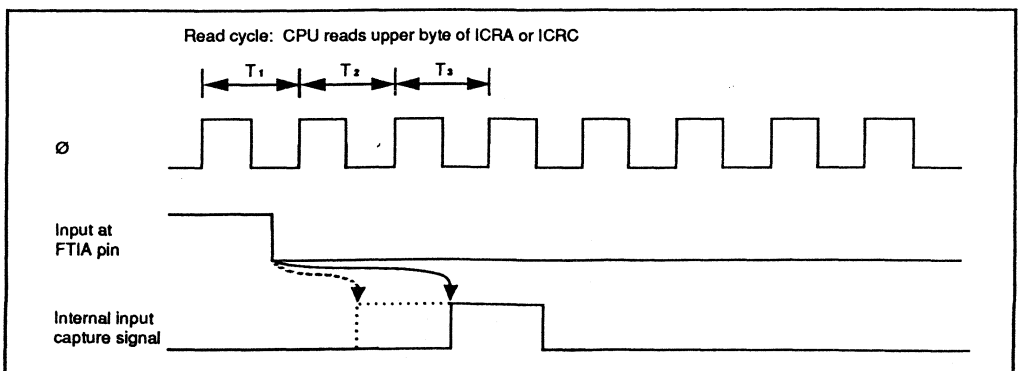 Read cycle: CPU reads upper byte of ICRA or ICRC
T1 T2 T3
Ø
Input at
FTIA pin
Internal input
capture signal